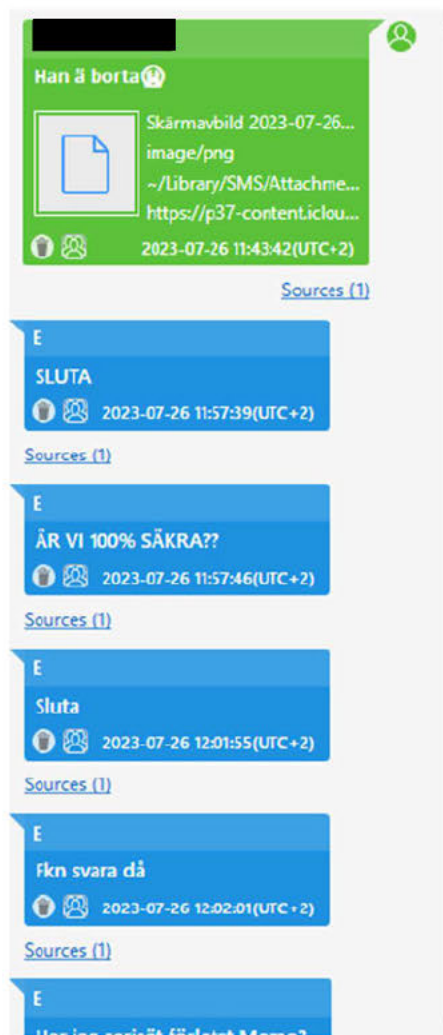 Han ä borta
Skärmavbild 2023-07-26...
image/png
~/Library/SMS/Attachme...
https://p37-content.iclou...
2023-07-26 11:43:42(UTC+2)
Sources (1)
E
SLUTA
2023-07-26 11:57:39(UTC+2)
Sources (1)
E
ÄR VI 100% SÄKRA??
2023-07-26 11:57:46(UTC+2)
Sources (1)
E
Sluta
2023-07-26 12:01:55(UTC+2)
Sources (1)
E
Fkn svara då
2023-07-26 12:02:01(UTC+2)
Sources (1)
E
Har jag